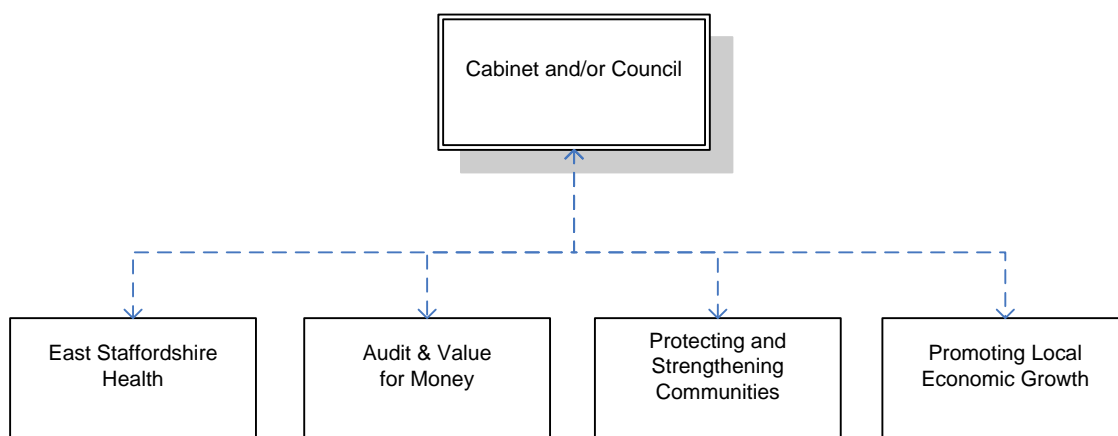 Cabinet and/or Council
East Staffordshire
Health
Audit & Value
for Money
Protecting and
Strengthening
Communities
Promoting Local
Economic Growth